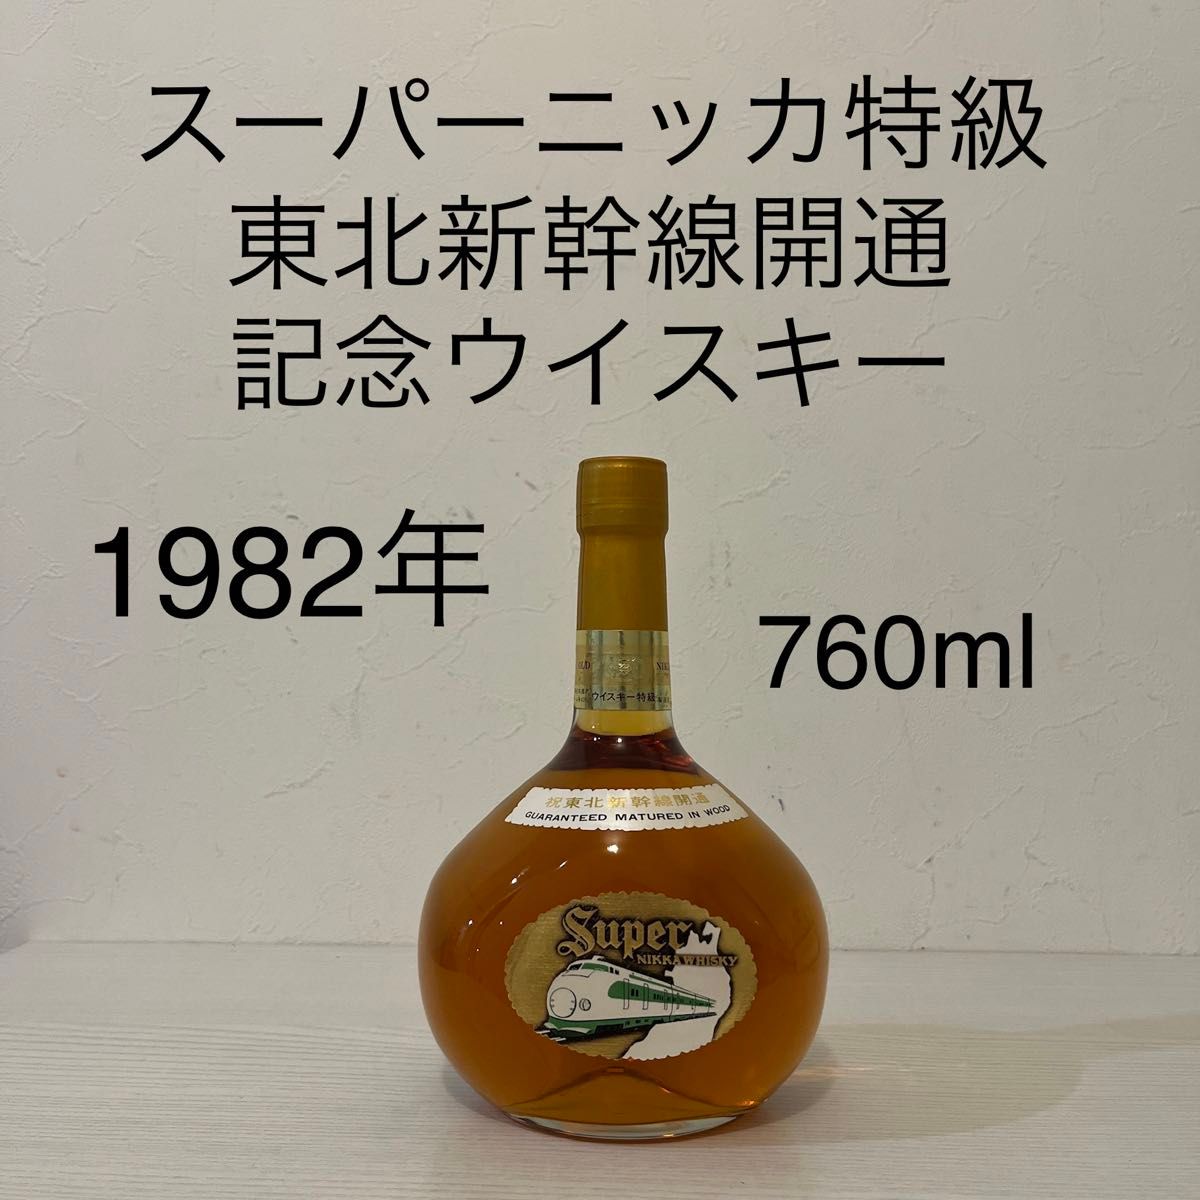 スーパーニッカ特級
東北新幹線開通
記念ウイスキー
1982年
760ml
ウイスキー特級
祝東北新幹線開通
GUARANTEED MATURED IN WOOD
Super
NIKKA WHISKY